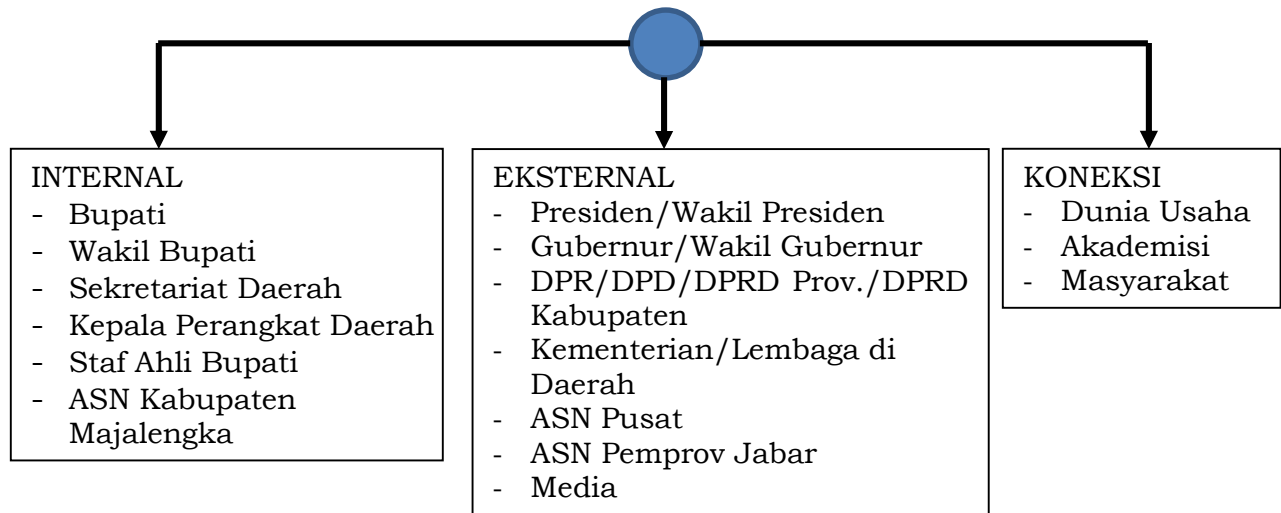 INTERNAL
- Bupati
- Wakil Bupati
- Sekretariat Daerah
- Kepala Perangkat Daerah
- Staf Ahli Bupati
- ASN Kabupaten
Majalengka
EKSTERNAL
- Presiden/Wakil Presiden
- Gubernur/Wakil Gubernur
- DPR/DPD/DPRD Prov./DPRD
Kabupaten
- Kementerian/Lembaga di
Daerah
- ASN Pusat
- ASN Pemprov Jabar
- Media
KONEKSI
- Dunia Usaha
- Akademisi
- Masyarakat